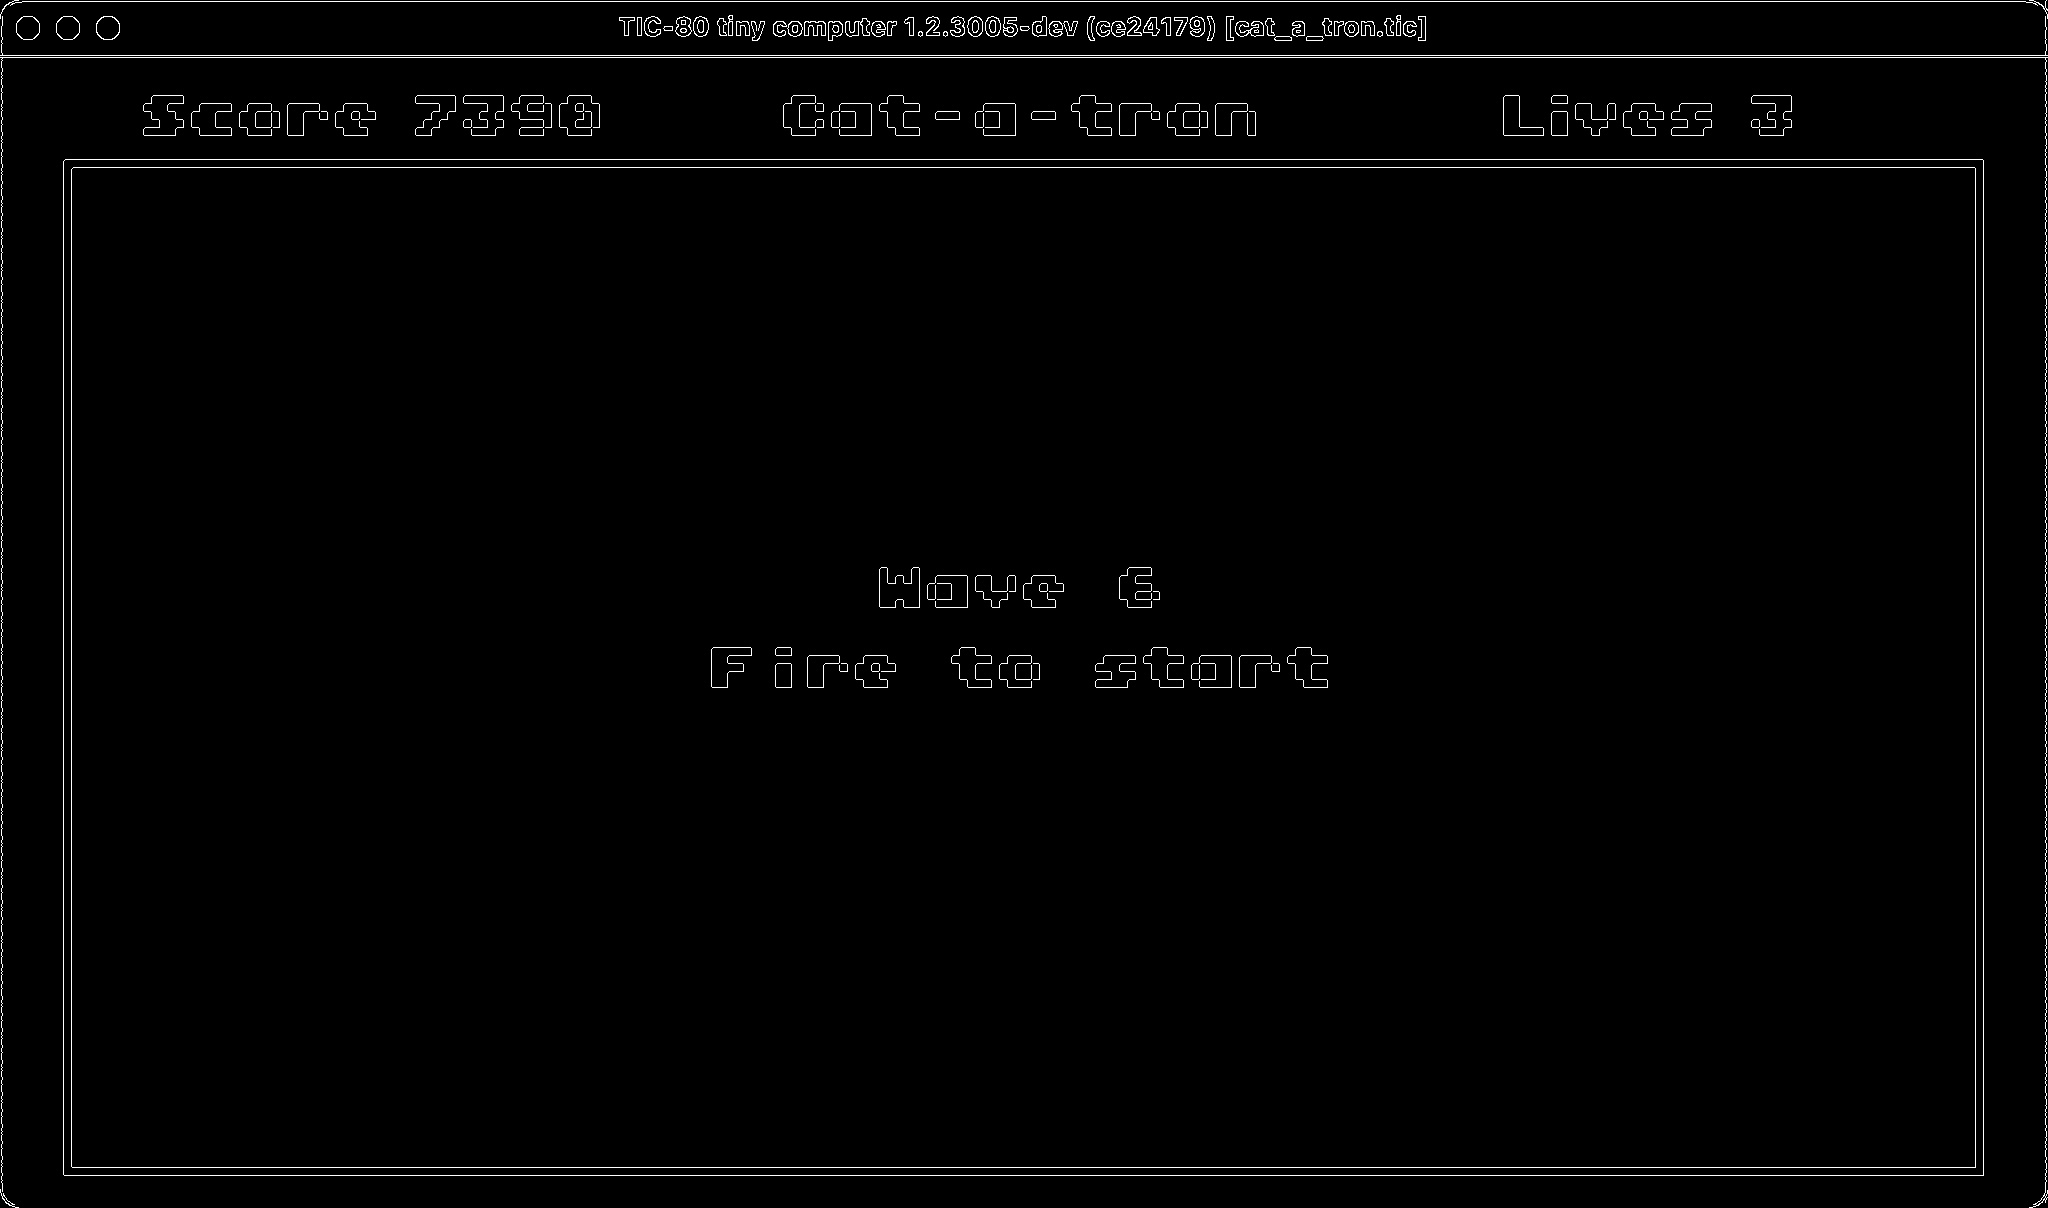 TIC-80 tiny computer 1.2.3005-dev (ce24179) [cat_a_tron.tic]
Score 7390 Cat-a-tron Lives 3
Wave 6
Fire to start